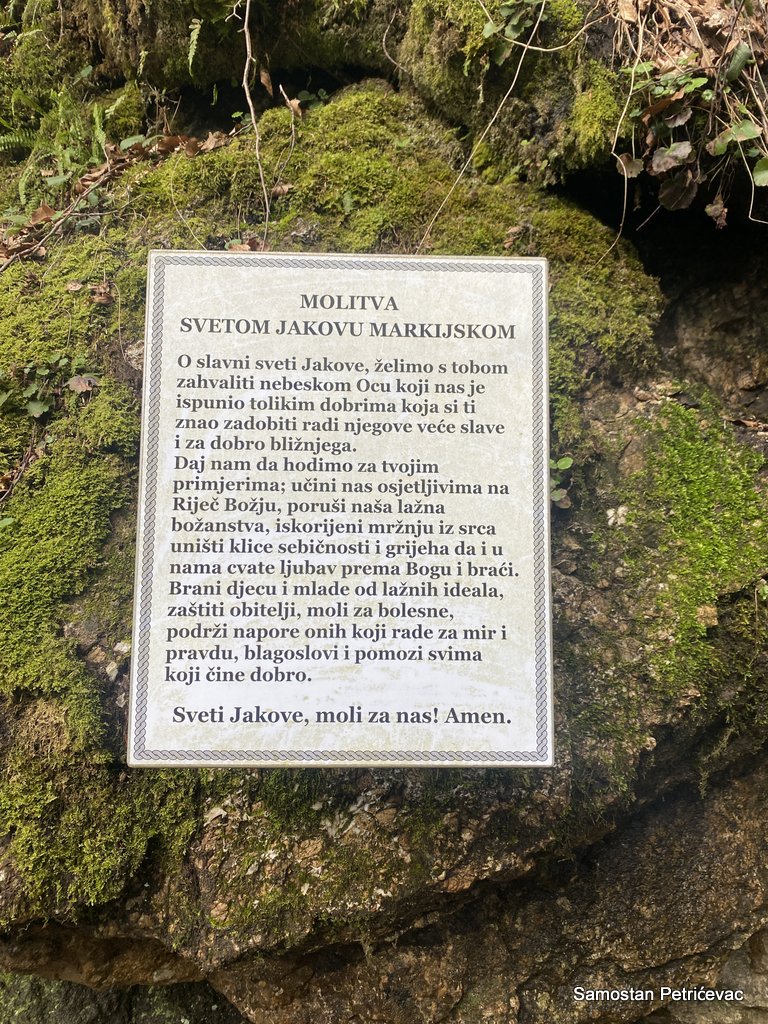 MOLITVA
SVETOM JAKOVU MARKIJSKOM
O slavni sveti Jakove, želimo s tobom
zahvaliti nebeskom Ocu koji nas je
ispunio tolikim dobrima koja si ti
znao zadobiti radi njegove veće slave
i za dobro bližnjega.
Daj nam da hodimo za tvojim
primjerima; učini nas osjetljivima na
Riječ Božju, poruši naša lažna
božanstva, iskorijeni mržnju iz srca
uništi klice sebičnosti i grijeha da i u
nama cvate ljubav prema Bogu i braći.
Brani djecu i mlade od lažnih ideala,
zaštiti obitelji, moli za bolesne,
podrži napore onih koji rade za mir i
pravdu, blagoslovi i pomozi svima
koji čine dobro.
Sveti Jakove, moli za nas! Amen.
Samostan Petrićevac